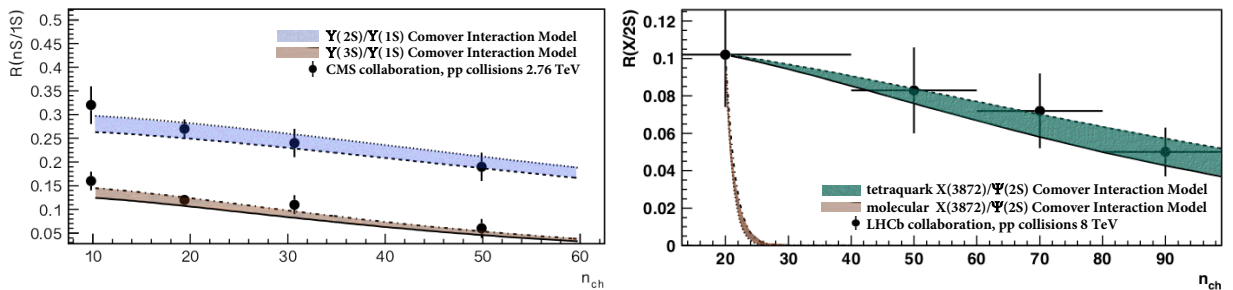 R(nS/1S)
0.5
0.45
0.4
0.35
0.3
0.25
0.2
0.15
0.1
0.05
ϒ(2S)/ϒ(1S) Comover Interaction Model
ϒ(3S)/ϒ(1S) Comover Interaction Model
CMS collaboration, pp collisions 2.76 TeV
10 20 30 40 50 60
n_ch
R(X/2S)
0.12
0.1
0.08
0.06
0.04
0.02
0
tetraquark X(3872)/Ψ(2S) Comover Interaction Model
molecular X(3872)/Ψ(2S) Comover Interaction Model
LHCb collaboration, pp collisions 8 TeV
20 30 40 50 60 70 80 90
n_ch